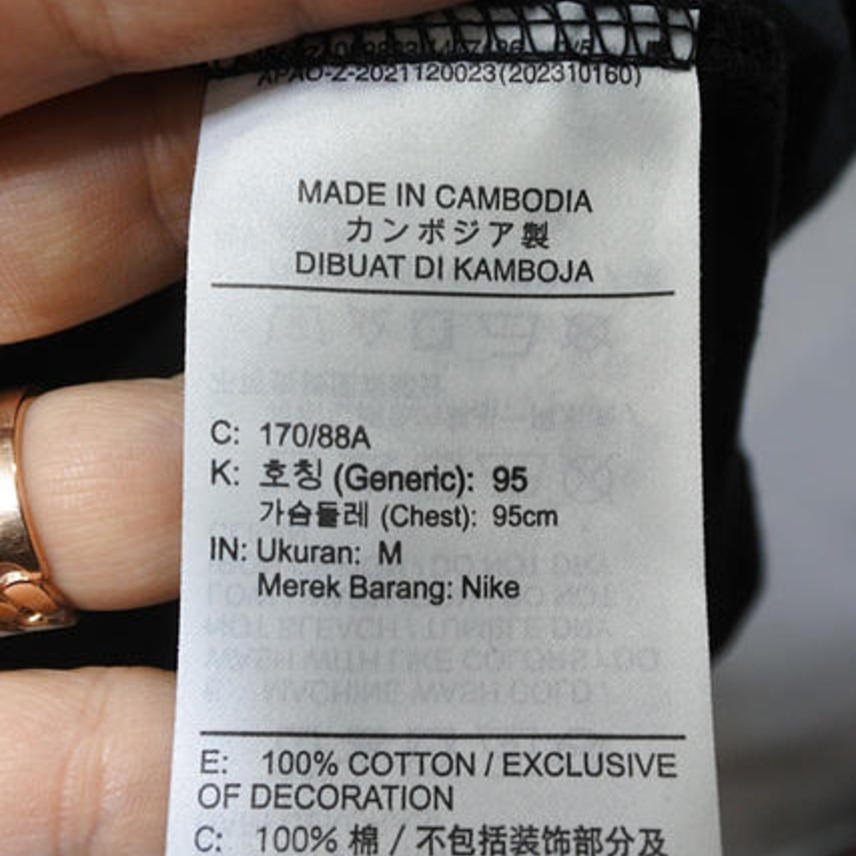 APAO-Z-2021120023(202310160)
MADE IN CAMBODIA
カンボジア製
DIBUAT DI KAMBOJA
C: 170/88A
K: 호칭 (Generic): 95
가슴둘레 (Chest): 95cm
IN: Ukuran: M
Merek Barang: Nike
E: 100% COTTON / EXCLUSIVE
OF DECORATION
C: 100% 棉 / 不包括装饰部分及